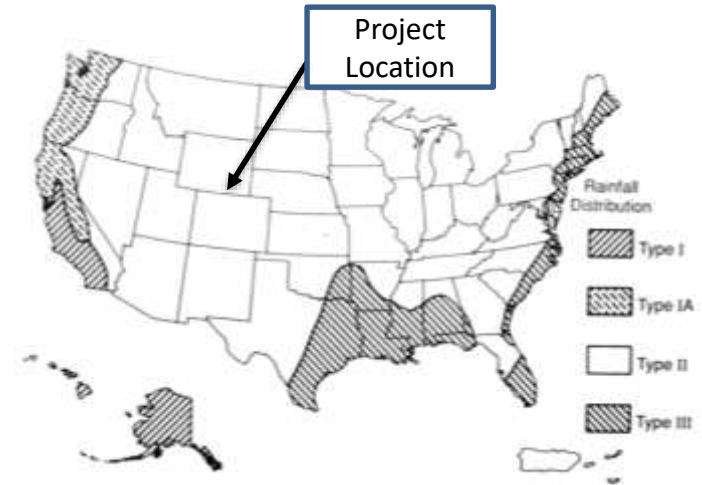 Project
Location
Rainfall
Distribution
Type I
Type IA
Type II
Type III